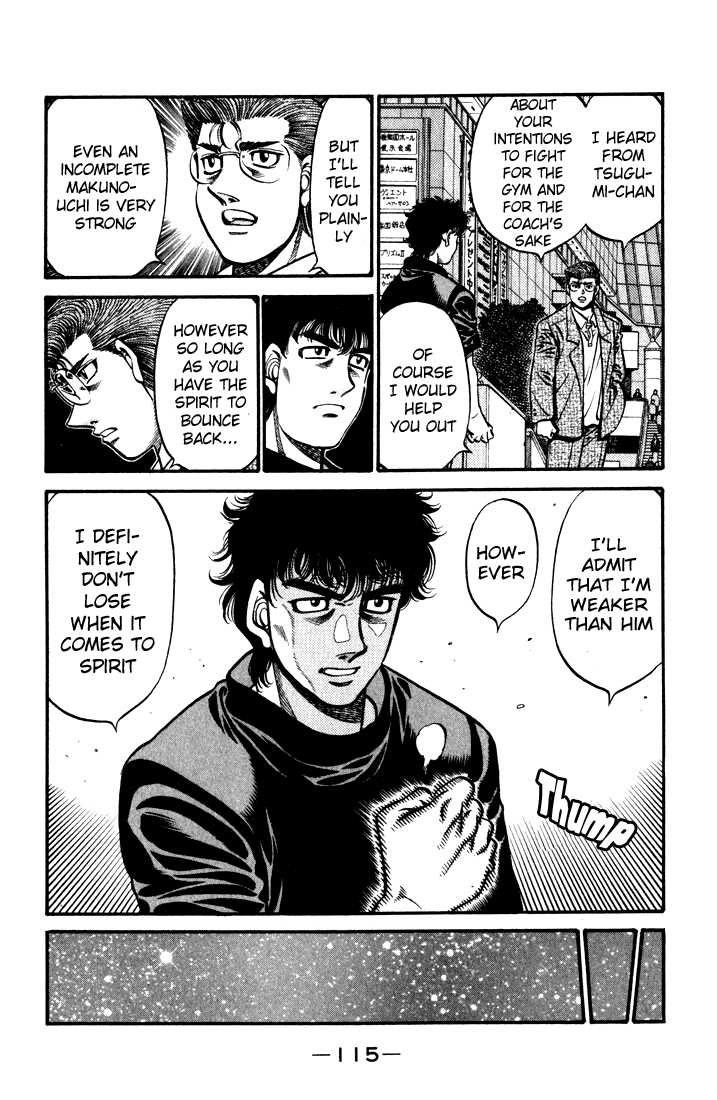 I HEARD
FROM
TSUGU-
MI-CHAN
ABOUT
YOUR
INTENTIONS
TO FIGHT
FOR THE
GYM AND
FOR THE
COACH'S
SAKE
OF
COURSE
I WOULD
HELP
YOU OUT
BUT
I'LL
TELL
YOU
PLAIN-
LY
EVEN AN
INCOMPLETE
MAKUNO-
UCHI IS VERY
STRONG
HOWEVER
SO LONG
AS YOU
HAVE THE
SPIRIT TO
BOUNCE
BACK...
I'LL
ADMIT
THAT I'M
WEAKER
THAN HIM
HOW-
EVER
I DEFI-
NITELY
DON'T
LOSE
WHEN IT
COMES TO
SPIRIT
Thump
—115—